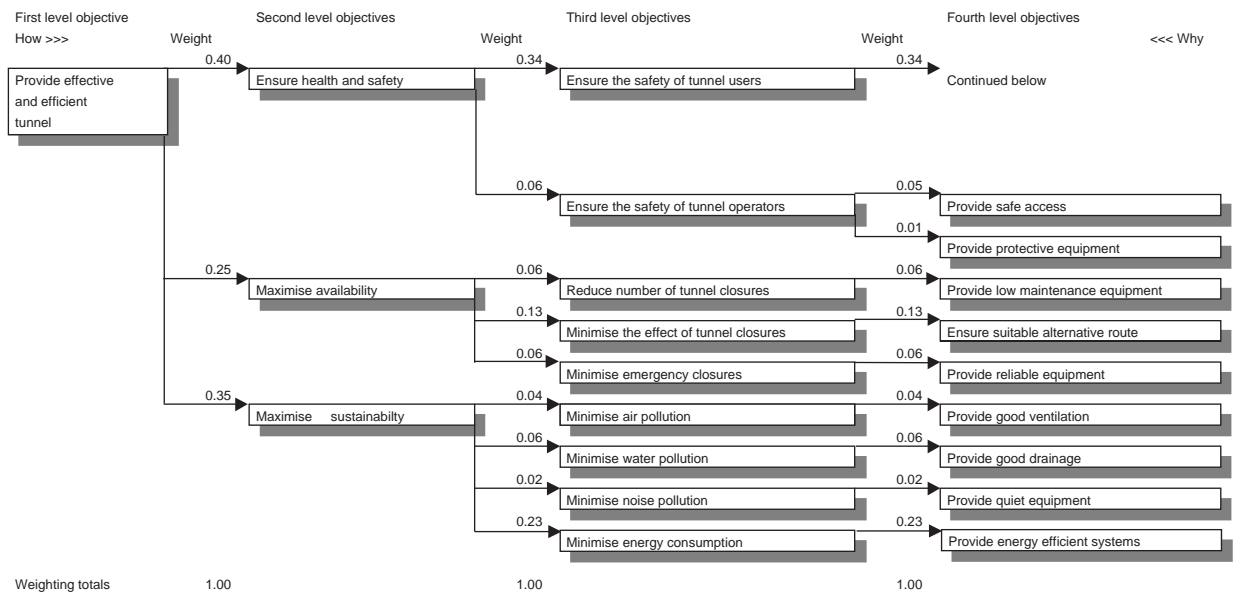 First level objective Second level objectives Third level objectives Fourth level objectives
How >>> Weight Weight Weight <<< Why
0.40 0.34 0.34
Provide effective and efficient tunnel
Ensure health and safety
Ensure the safety of tunnel users
Continued below
0.06 0.05
Ensure the safety of tunnel operators
Provide safe access
0.01
Provide protective equipment
0.25 0.06 0.06
Maximise availability
Reduce number of tunnel closures
Provide low maintenance equipment
0.13 0.13
Minimise the effect of tunnel closures
Ensure suitable alternative route
0.06 0.06
Minimise emergency closures
Provide reliable equipment
0.35 0.04 0.04
Maximise sustainabilty
Minimise air pollution
Provide good ventilation
0.06 0.06
Minimise water pollution
Provide good drainage
0.02 0.02
Minimise noise pollution
Provide quiet equipment
0.23 0.23
Minimise energy consumption
Provide energy efficient systems
Weighting totals 1.00 1.00 1.00